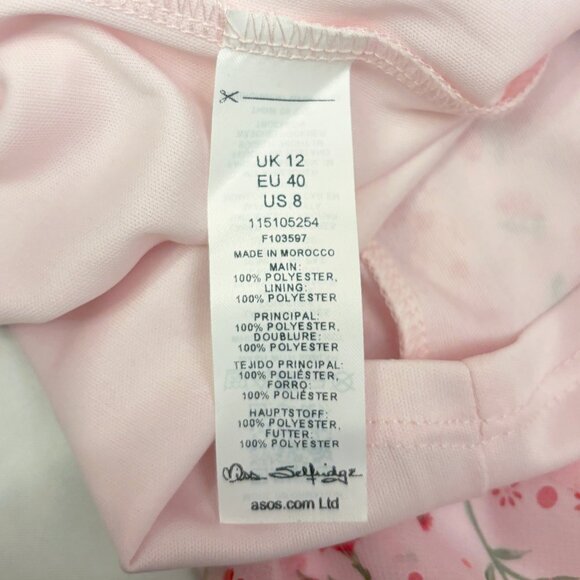 UK 12
EU 40
US 8
115105254
F103597
MADE IN MOROCCO
MAIN:
100% POLYESTER,
LINING:
100% POLYESTER
PRINCIPAL:
100% POLYESTER,
DOUBLURE:
100% POLYESTER
TEJIDO PRINCIPAL:
100% POLIÉSTER,
FORRO:
100% POLIÉSTER
HAUPTSTOFF:
100% POLYESTER,
FUTTER:
100% POLYESTER
Miss Selfridge
asos.com Ltd